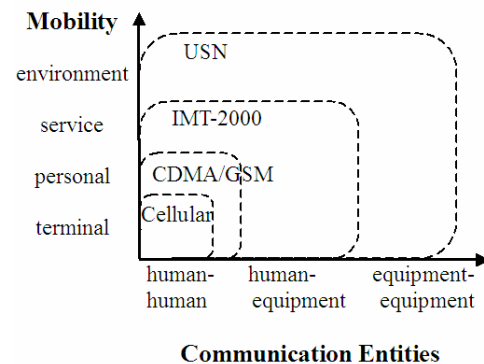 Mobility
USN
environment
service
IMT-2000
personal
CDMA/GSM
Cellular
terminal
human-
human
human-
equipment
equipment-
equipment
Communication Entities